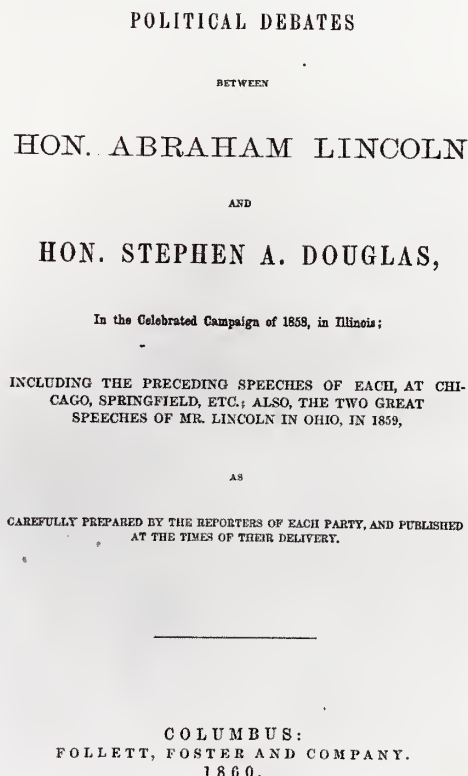 POLITICAL DEBATES
BETWEEN
HON. ABRAHAM LINCOLN
AND
HON. STEPHEN A. DOUGLAS,
In the Celebrated Campaign of 1858, in Illinois;
INCLUDING THE PRECEDING SPEECHES OF EACH, AT CHI-
CAGO, SPRINGFIELD, ETC.; ALSO, THE TWO GREAT
SPEECHES OF MR. LINCOLN IN OHIO, IN 1859,
AS
CAREFULLY PREPARED BY THE REPORTERS OF EACH PARTY, AND PUBLISHED
AT THE TIMES OF THEIR DELIVERY.
COLUMBUS:
FOLLETT, FOSTER AND COMPANY.
1860.